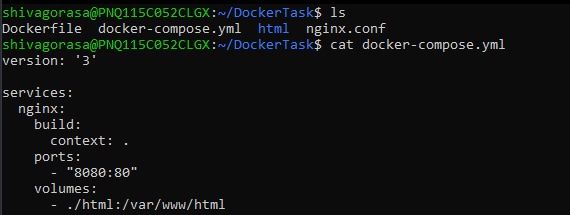 shivagorasa@PNQ115C052CLGX:~/DockerTask$ ls
Dockerfile  docker-compose.yml  html  nginx.conf
shivagorasa@PNQ115C052CLGX:~/DockerTask$ cat docker-compose.yml
version: '3'

services:
  nginx:
    build:
      context: .
    ports:
      - "8080:80"
    volumes:
      - ./html:/var/www/html